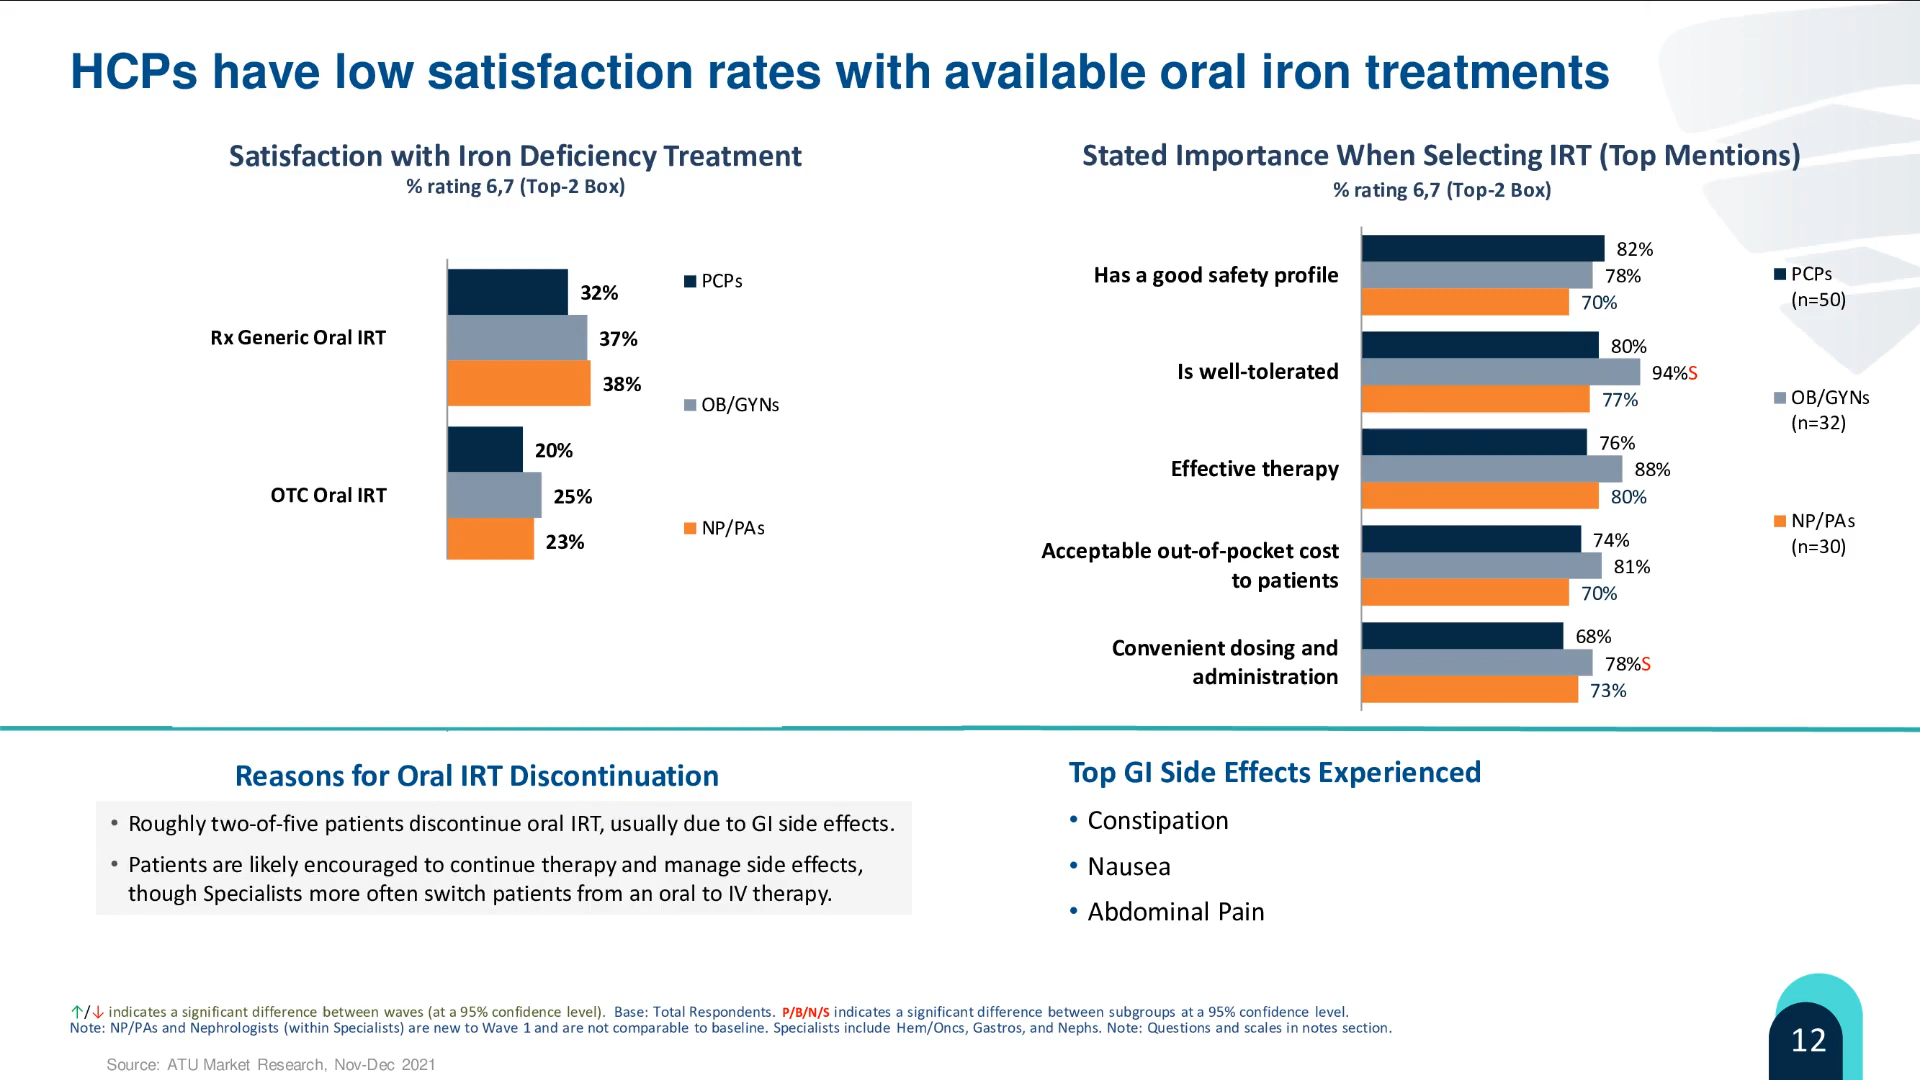 HCPs have low satisfaction rates with available oral iron treatments
Satisfaction with Iron Deficiency Treatment
% rating 6,7 (Top-2 Box)
Rx Generic Oral IRT
32%
37%
38%
OTC Oral IRT
20%
25%
23%
PCPs
OB/GYNs
NP/PAs
Stated Importance When Selecting IRT (Top Mentions)
% rating 6,7 (Top-2 Box)
Has a good safety profile
82%
78%
70%
Is well-tolerated
80%
94%S
77%
Effective therapy
76%
88%
80%
Acceptable out-of-pocket cost
to patients
74%
81%
70%
Convenient dosing and
administration
68%
78%S
73%
PCPs
(n=50)
OB/GYNs
(n=32)
NP/PAs
(n=30)
Reasons for Oral IRT Discontinuation
• Roughly two-of-five patients discontinue oral IRT, usually due to GI side effects.
• Patients are likely encouraged to continue therapy and manage side effects,
though Specialists more often switch patients from an oral to IV therapy.
Top GI Side Effects Experienced
• Constipation
• Nausea
• Abdominal Pain
↑/↓ indicates a significant difference between waves (at a 95% confidence level). Base: Total Respondents. P/B/N/S indicates a significant difference between subgroups at a 95% confidence level.
Note: NP/PAs and Nephrologists (within Specialists) are new to Wave 1 and are not comparable to baseline. Specialists include Hem/Oncs, Gastros, and Nephs. Note: Questions and scales in notes section.
Source: ATU Market Research, Nov-Dec 2021
12